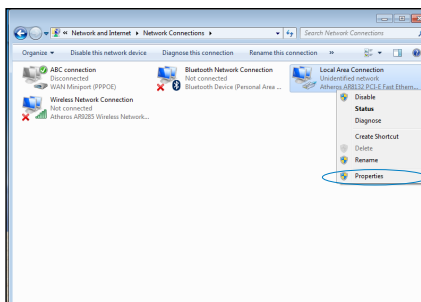 « Network and Internet ▸ Network Connections ▸
Search Network Connections
Organize ▾ Disable this network device Diagnose this connection Rename this connection »
ABC connection
Disconnected
WAN Miniport (PPPOE)
Bluetooth Network Connection
Not connected
Bluetooth Device (Personal Area ...
Local Area Connection
Unidentified network
Atheros AR8132 PCI-E Fast Ethern...
Wireless Network Connection
Not connected
Atheros AR9285 Wireless Network...
Disable
Status
Diagnose
Create Shortcut
Delete
Rename
Properties